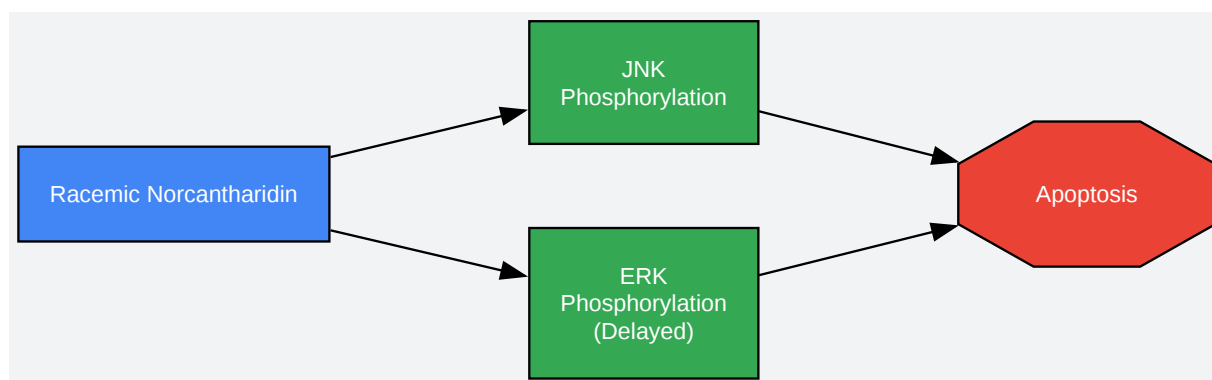 Racemic Norcantharidin
JNK
Phosphorylation
ERK
Phosphorylation
(Delayed)
Apoptosis